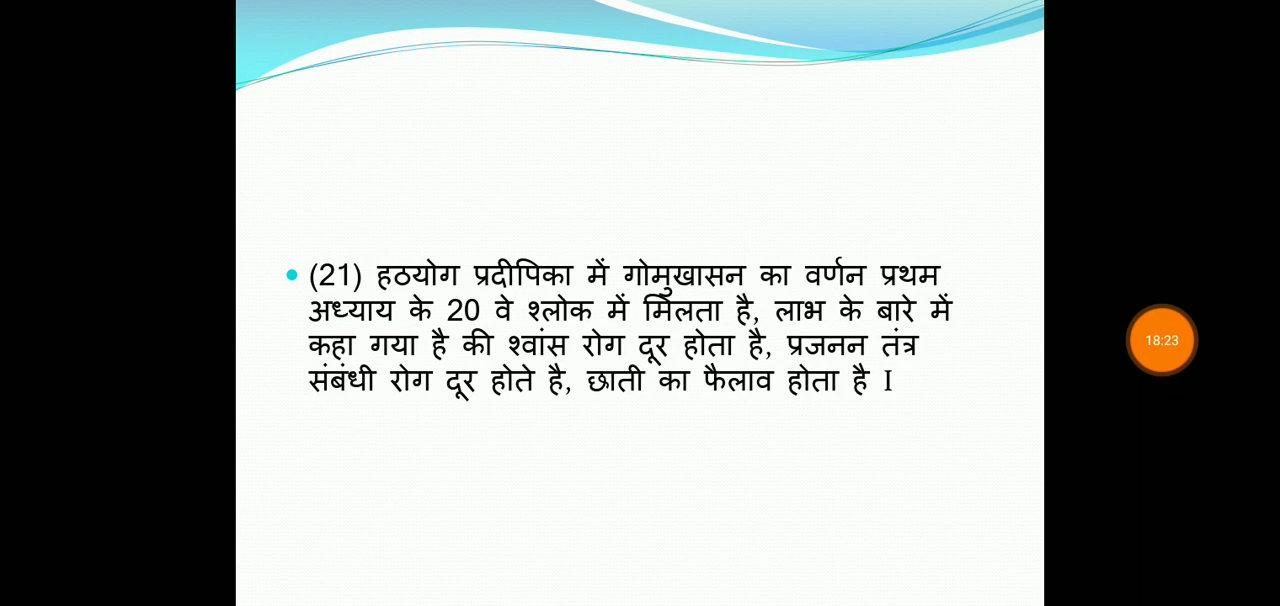 (21) हठयोग प्रदीपिका में गोमुखासन का वर्णन प्रथम
अध्याय के 20 वे श्लोक में मिलता है, लाभ के बारे में
कहा गया है की श्वांस रोग दूर होता है, प्रजनन तंत्र
संबंधी रोग दूर होते है, छाती का फैलाव होता है I
18:23